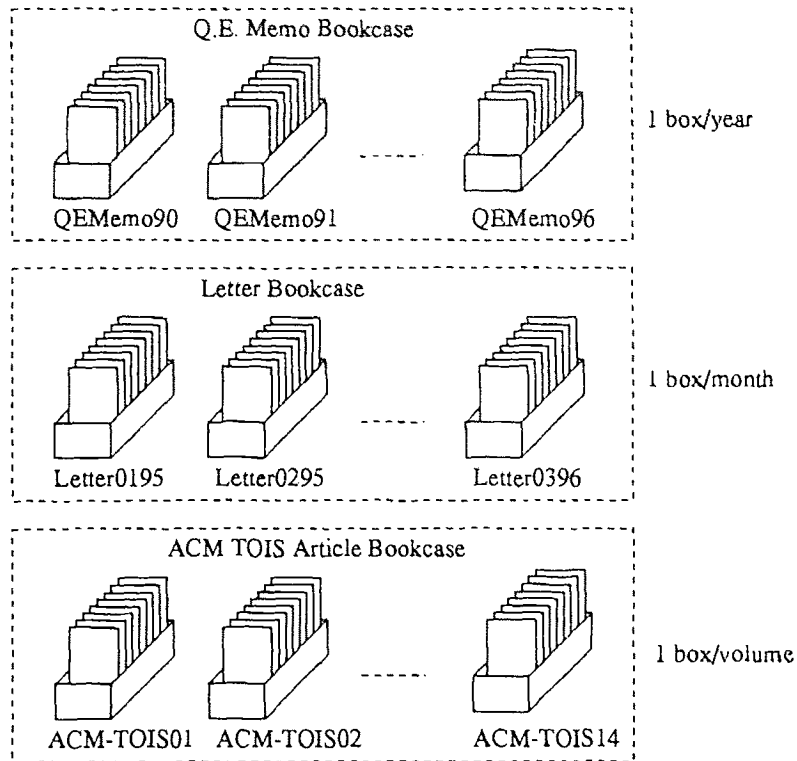 Q.E. Memo Bookcase
1 box/year
QEMemo90 QEMemo91 QEMemo96
Letter Bookcase
1 box/month
Letter0195 Letter0295 Letter0396
ACM TOIS Article Bookcase
1 box/volume
ACM-TOIS01 ACM-TOIS02 ACM-TOIS14